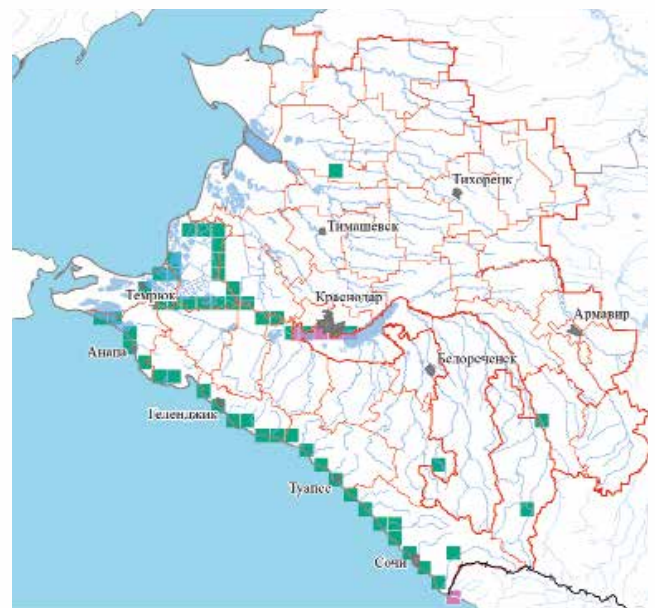 Тихорецк
Тимашевск
Темрюк
Краснодар
Армавир
Анапа
Белореченск
Геленджик
Туапсе
Сочи